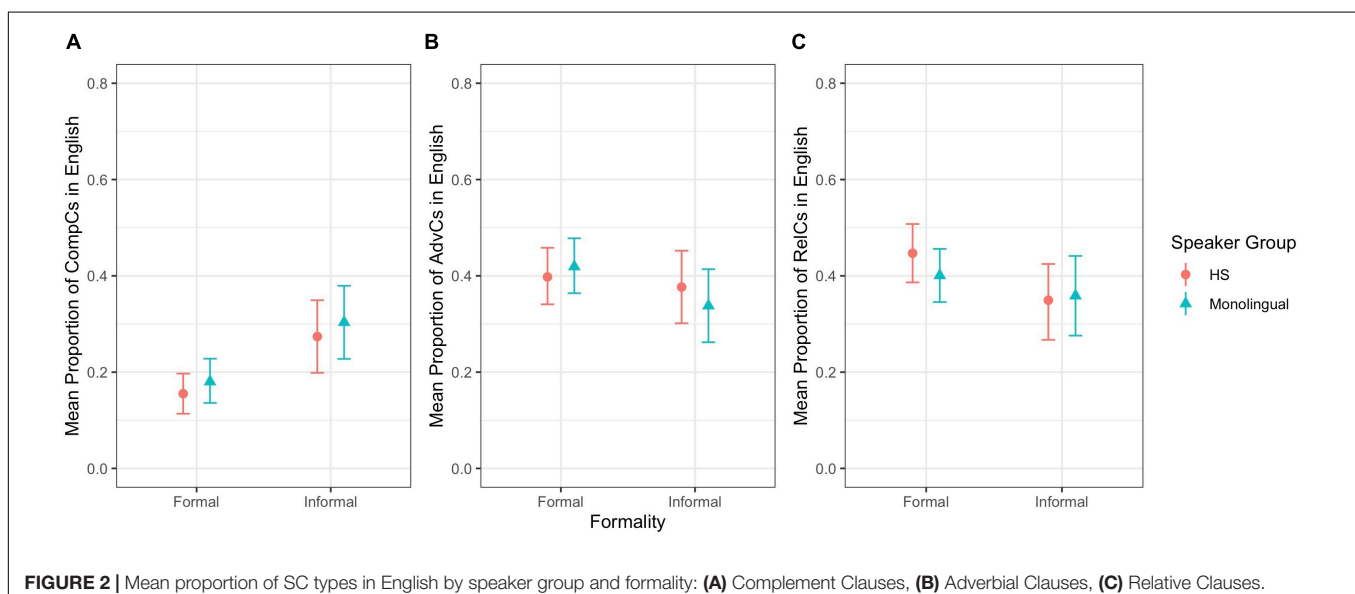 A
B
C
Mean Proportion of CompCs in English
0.8
0.6
0.4
0.2
0.0
Formal
Informal
Mean Proportion of AdvCs in English
0.8
0.6
0.4
0.2
0.0
Formal
Informal
Formality
Mean Proportion of RelCs in English
0.8
0.6
0.4
0.2
0.0
Formal
Informal
Speaker Group
HS
Monolingual
FIGURE 2 | Mean proportion of SC types in English by speaker group and formality: (A) Complement Clauses, (B) Adverbial Clauses, (C) Relative Clauses.